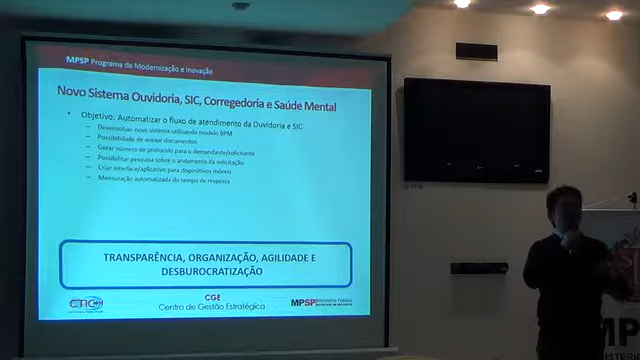 MPSP Programa de Modernização e Inovação
Novo Sistema Ouvidoria, SIC, Corregedoria e Saúde Mental
• Objetivo: Automatizar o fluxo de atendimento da Ouvidoria e SIC
– Desenvolver novo sistema utilizando modelo BPM
– Possibilidade de anexar documentos
– Gerar número de protocolo para o demandante/solicitante
– Possibilitar pesquisa sobre o andamento da solicitação
– Criar interface/aplicativo para dispositivos móveis
– Mensuração automatizada do tempo de resposta
TRANSPARÊNCIA, ORGANIZAÇÃO, AGILIDADE E
DESBUROCRATIZAÇÃO
CTIC
CGE
Centro de Gestão Estratégica
MPSP Ministério Público
MP